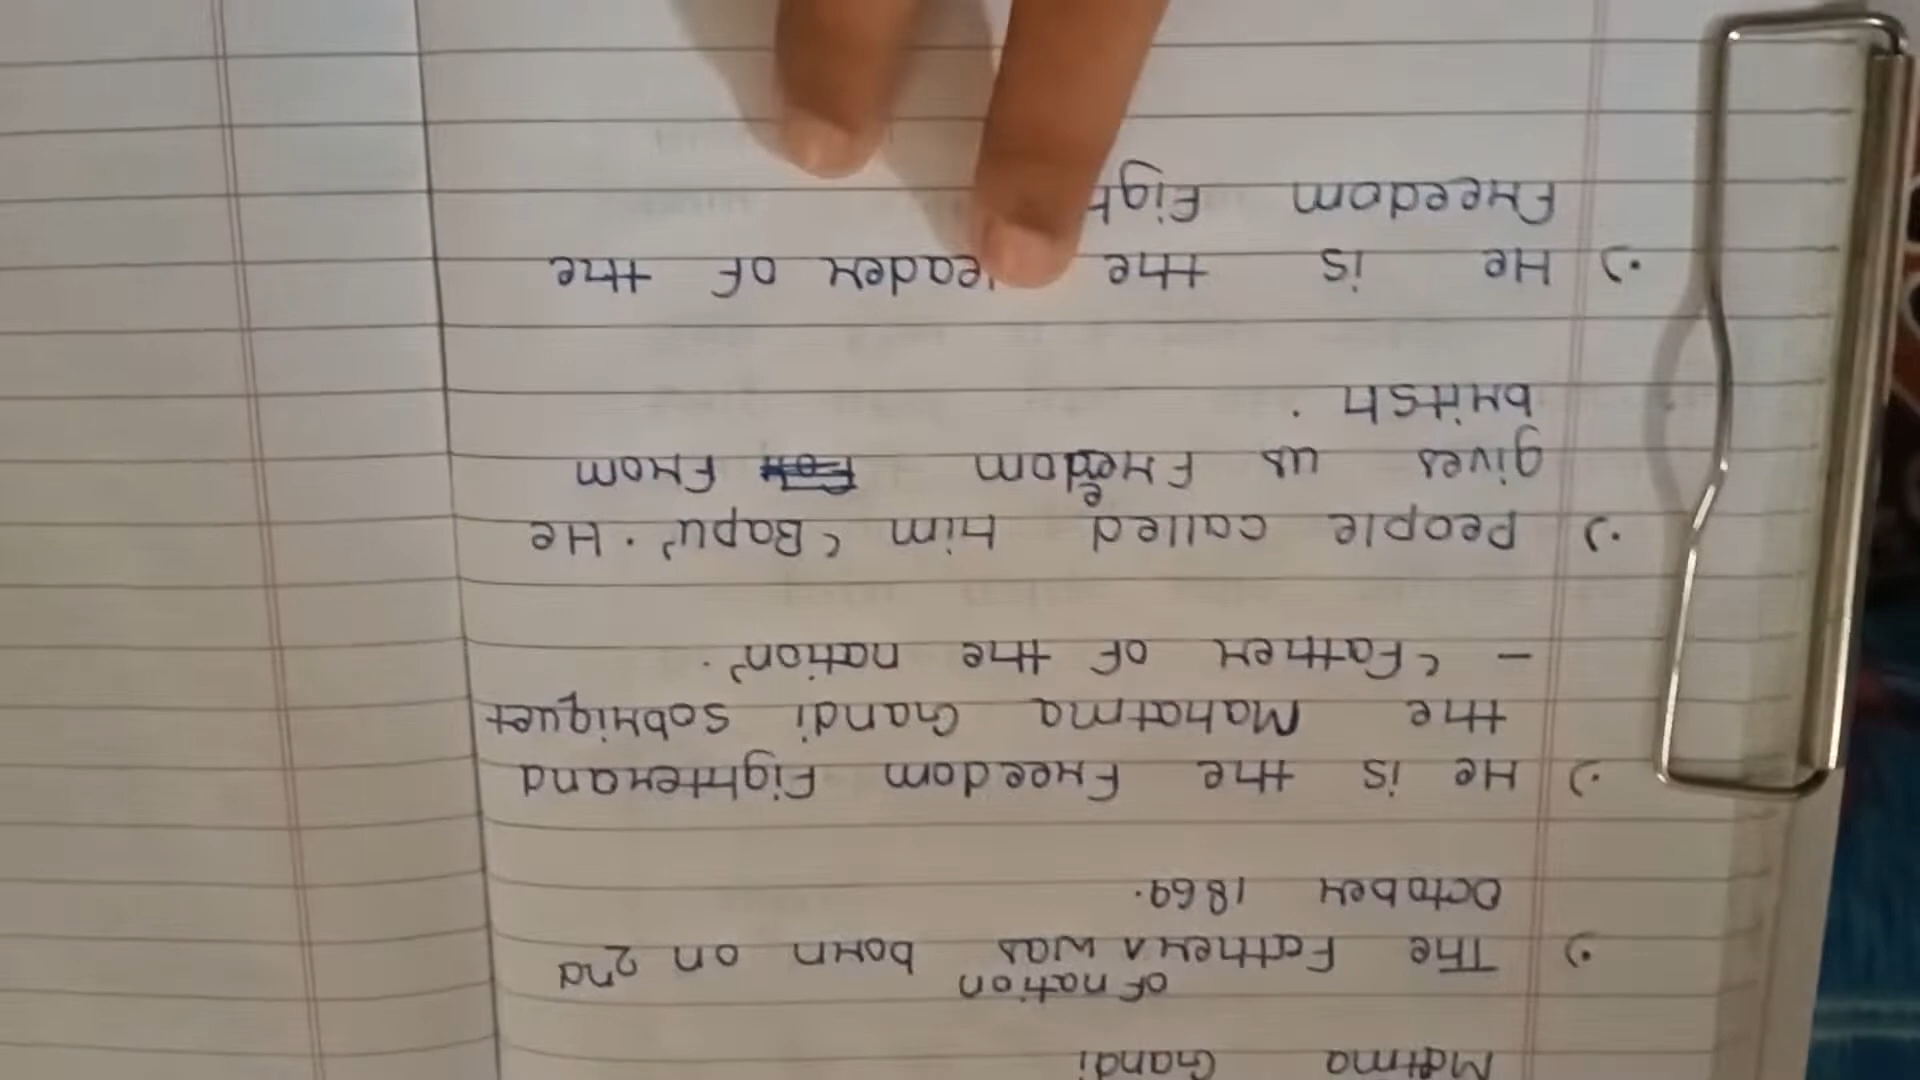 Matma Gandi
of nation
·) The Father ʌ was born on 2nd
October 1869.
·) He is the Freedom Fighter and
the Mahatma Gandi Sobriquet
– ‘Father of the nation’.
·) People called him ‘Bapu’. He
gives us Freedom From
britsh.
·) He is the leader of the
Freedom Figh